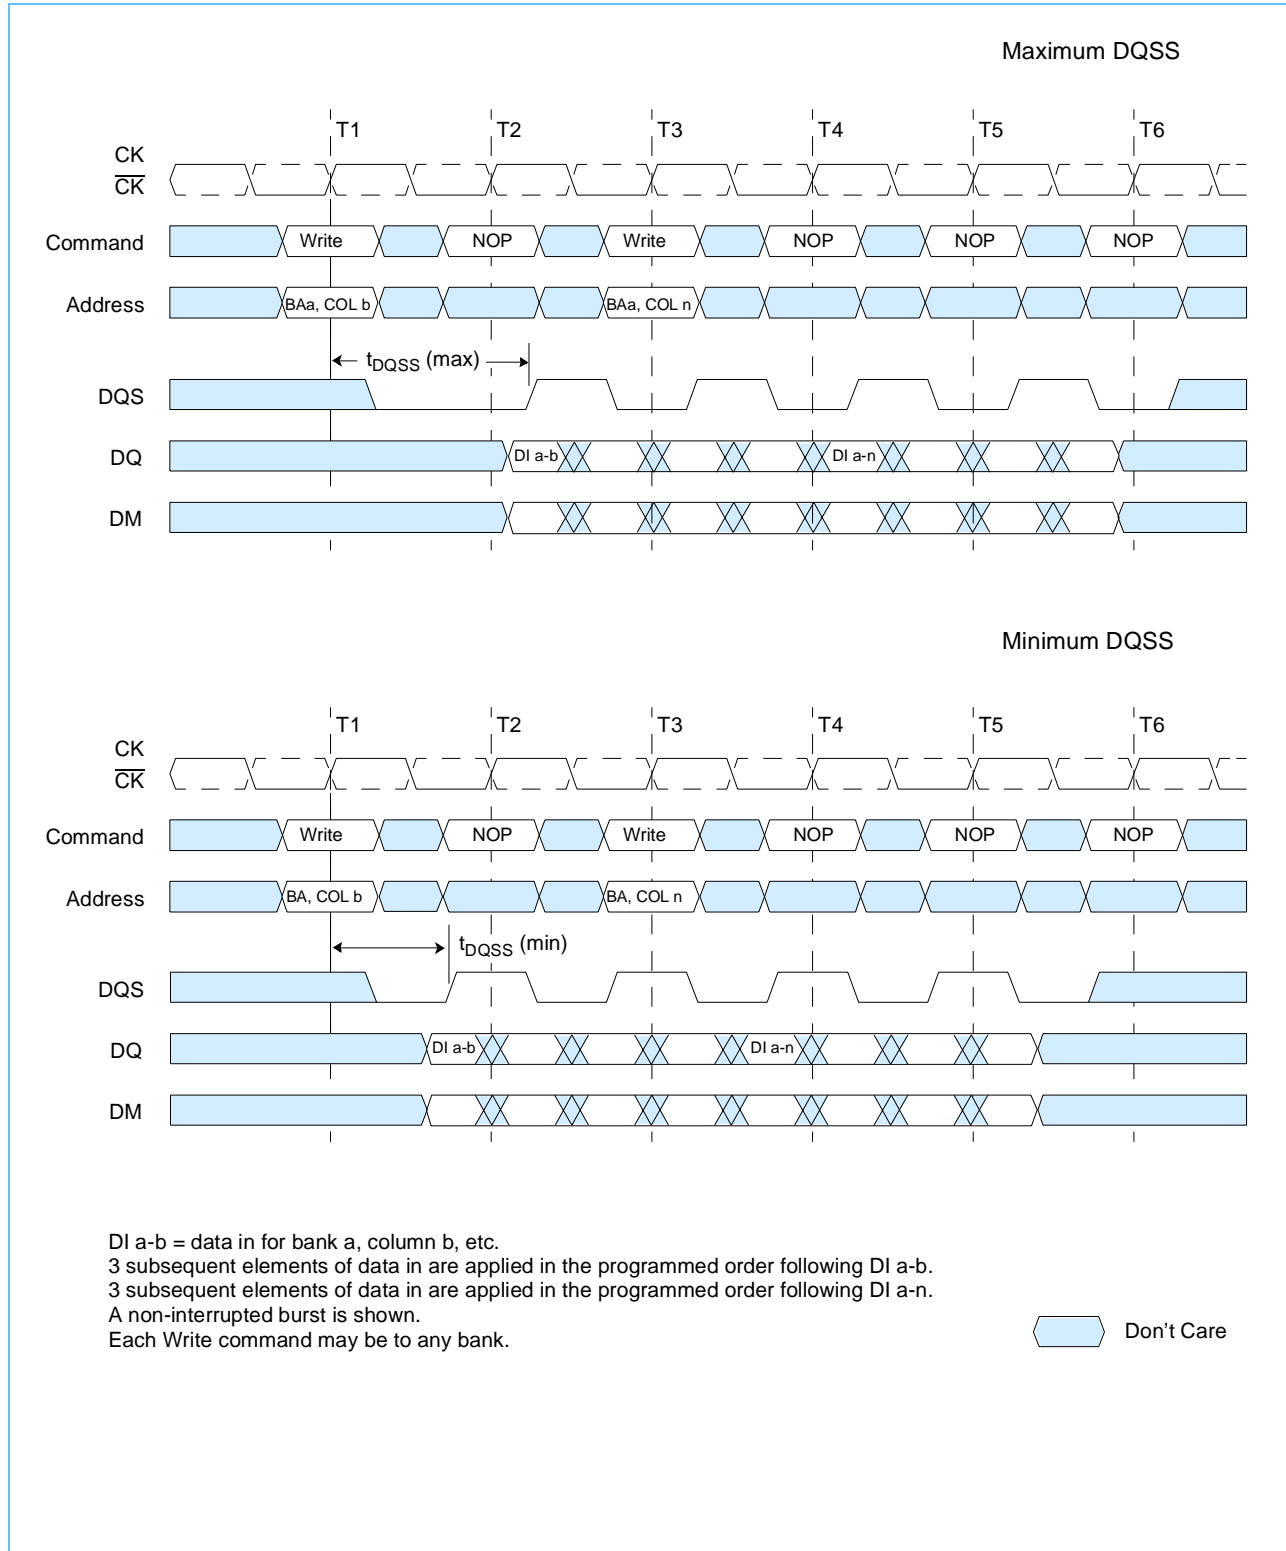 Maximum DQSS
T1 T2 T3 T4 T5 T6
CK
CK
Command Write NOP Write NOP NOP NOP
Address BAa, COL b BAa, COL n
tDQSS (max)
DQS
DQ DI a-b DI a-n
DM
Minimum DQSS
T1 T2 T3 T4 T5 T6
CK
CK
Command Write NOP Write NOP NOP NOP
Address BA, COL b BA, COL n
tDQSS (min)
DQS
DQ DI a-b DI a-n
DM
DI a-b = data in for bank a, column b, etc.
3 subsequent elements of data in are applied in the programmed order following DI a-b.
3 subsequent elements of data in are applied in the programmed order following DI a-n.
A non-interrupted burst is shown.
Each Write command may be to any bank.
Don't Care